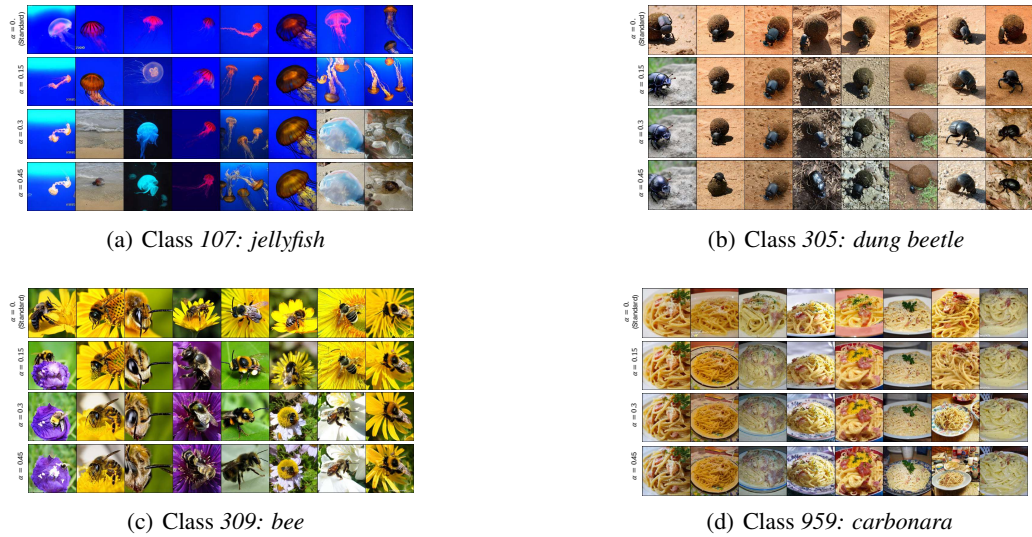 α = 0.
(Standard)
α = 0.15
α = 0.3
α = 0.45
(a) Class 107: jellyfish
α = 0.
(Standard)
α = 0.15
α = 0.3
α = 0.45
(b) Class 305: dung beetle
α = 0.
(Standard)
α = 0.15
α = 0.3
α = 0.45
(c) Class 309: bee
α = 0.
(Standard)
α = 0.15
α = 0.3
α = 0.45
(d) Class 959: carbonara